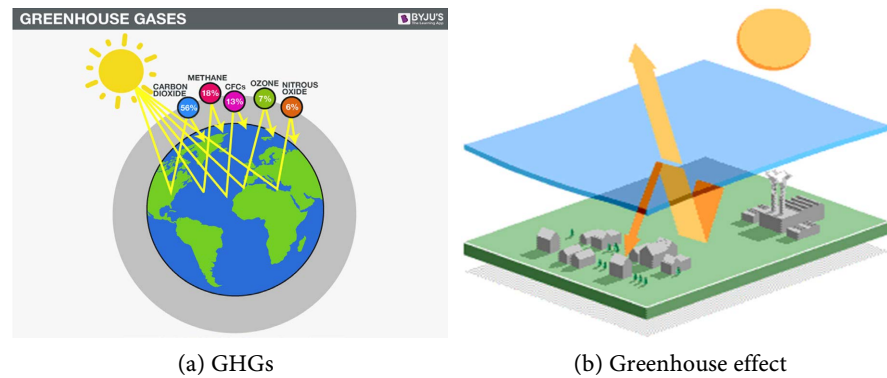 GREENHOUSE GASES
BYJU'S
The Learning App
METHANE
OZONE
CARBON
DIOXIDE
CFCs
NITROUS
OXIDE
56%
18%
13%
7%
6%
(a) GHGs
(b) Greenhouse effect